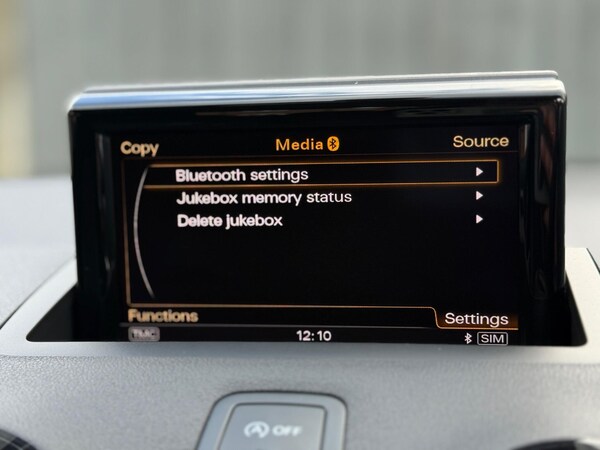 Copy Media Source
Bluetooth settings
Jukebox memory status
Delete jukebox
Functions Settings
TMC 12:10 SIM
A OFF